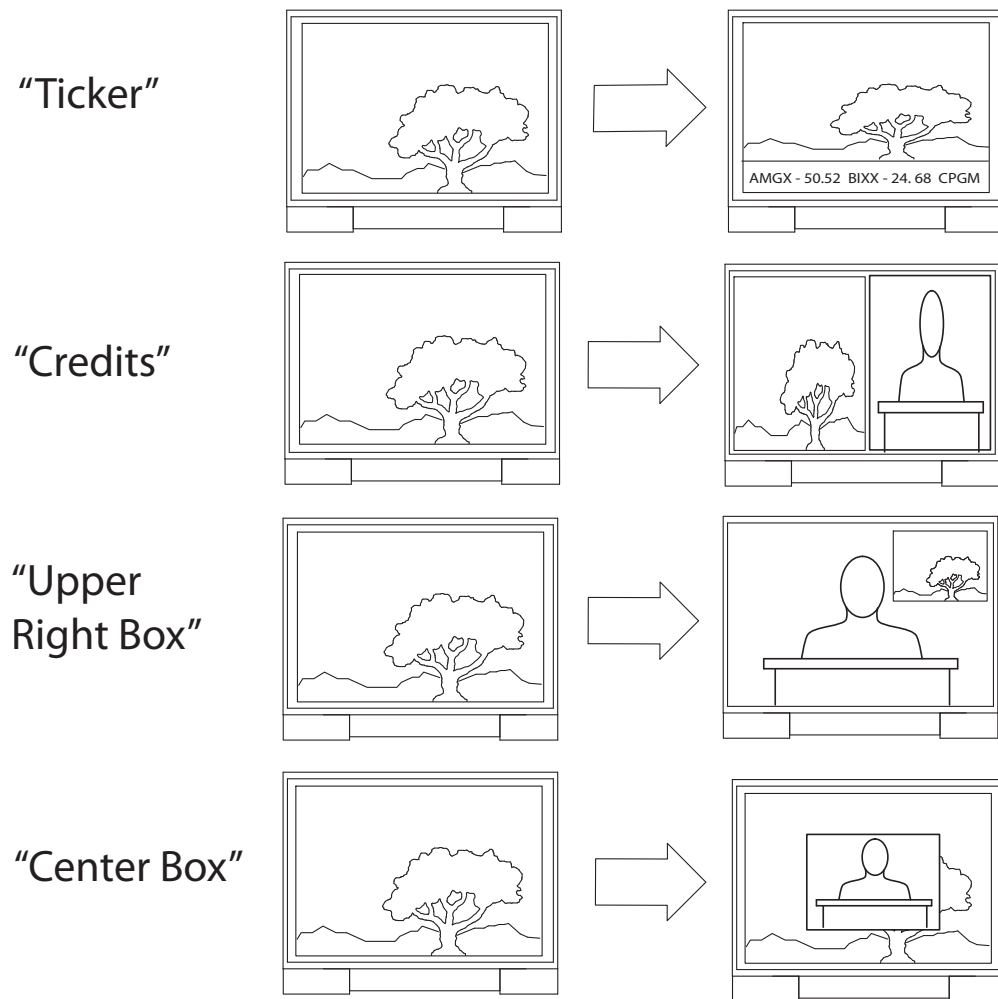 “Ticker”
AMGX - 50.52  BIXX - 24. 68  CPGM
“Credits”
“Upper
Right Box”
“Center Box”